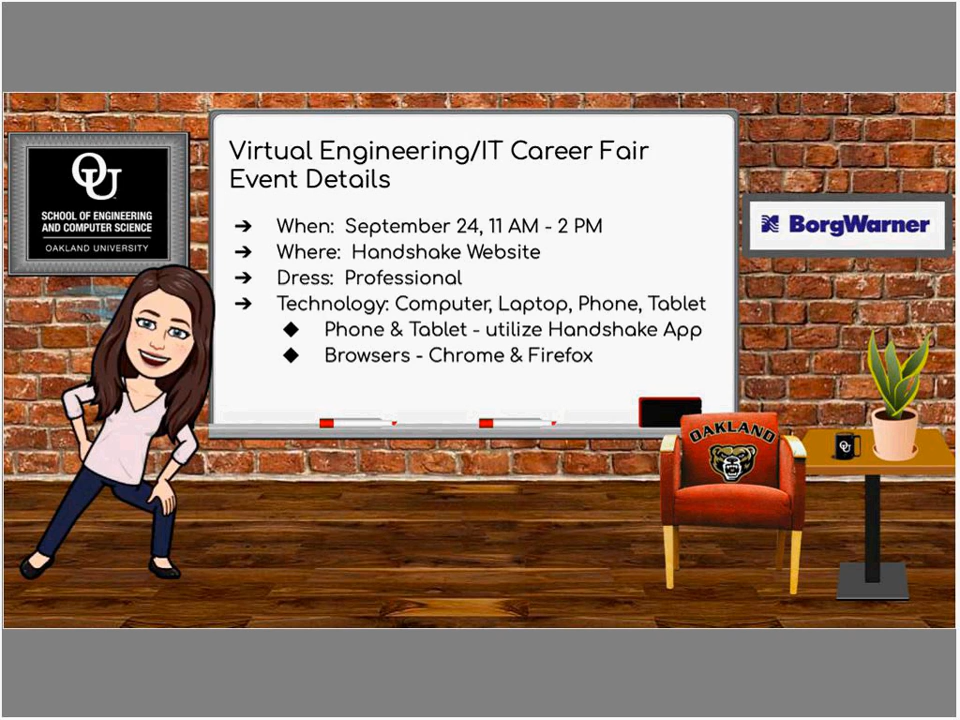 OU
SCHOOL OF ENGINEERING
AND COMPUTER SCIENCE
OAKLAND UNIVERSITY
Virtual Engineering/IT Career Fair
Event Details
➔ When: September 24, 11 AM - 2 PM
➔ Where: Handshake Website
➔ Dress: Professional
➔ Technology: Computer, Laptop, Phone, Tablet
◆ Phone & Tablet - utilize Handshake App
◆ Browsers - Chrome & Firefox
BorgWarner
OAKLAND
OU